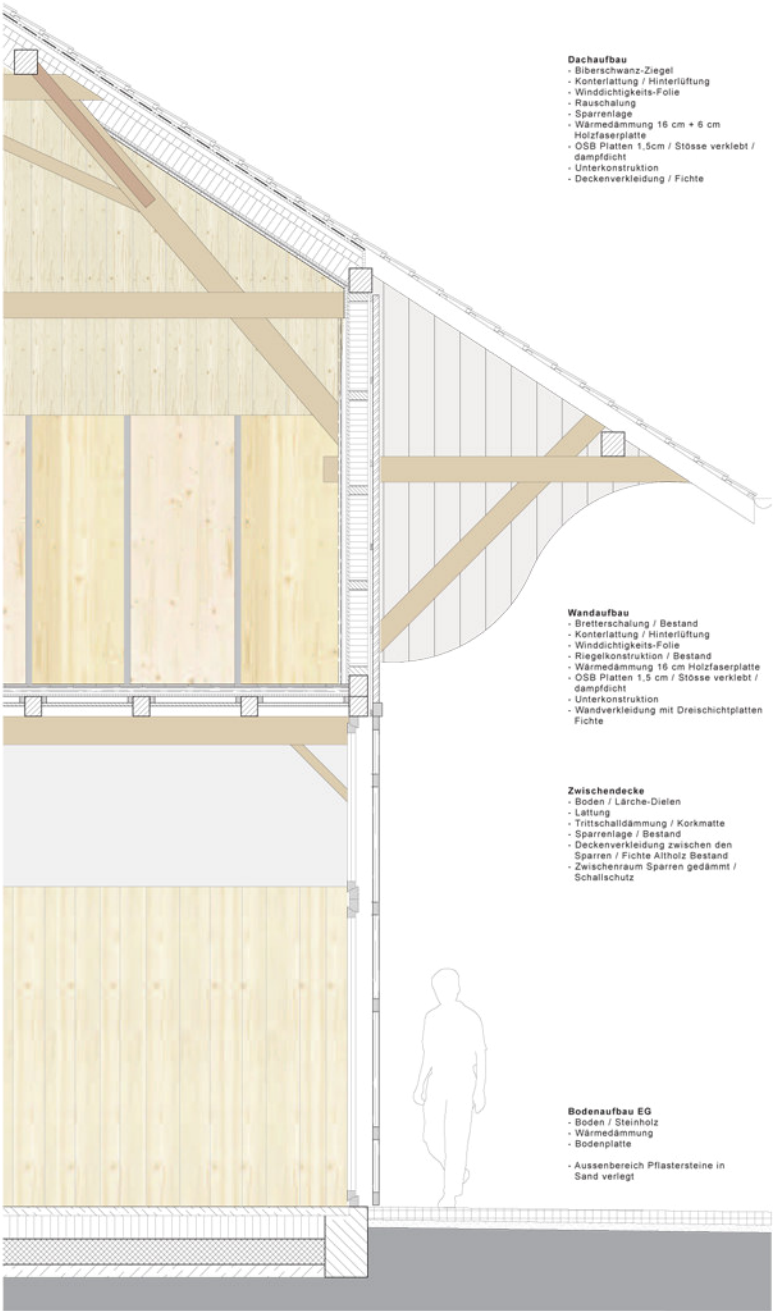 Dachaufbau
- Biberschwanz-Ziegel
- Konterlattung / Hinterlüftung
- Winddichtigkeits-Folie
- Rauschalung
- Sparrenlage
- Wärmedämmung 16 cm + 6 cm
Holzfaserplatte
- OSB Platten 1,5cm / Stösse verklebt /
dampfdicht
- Unterkonstruktion
- Deckenverkleidung / Fichte
Wandaufbau
- Bretterschalung / Bestand
- Konterlattung / Hinterlüftung
- Winddichtigkeits-Folie
- Riegelkonstruktion / Bestand
- Wärmedämmung 16 cm Holzfaserplatte
- OSB Platten 1,5 cm / Stösse verklebt /
dampfdicht
- Unterkonstruktion
- Wandverkleidung mit Dreischichtplatten
Fichte
Zwischendecke
- Boden / Lärche-Dielen
- Lattung
- Trittschalldämmung / Korkmatte
- Sparrenlage / Bestand
- Deckenverkleidung zwischen den
Sparren / Fichte Altholz Bestand
- Zwischenraum Sparren gedämmt /
Schallschutz
Bodenaufbau EG
- Boden / Steinholz
- Wärmedämmung
- Bodenplatte
- Aussenbereich Pflastersteine in
Sand verlegt